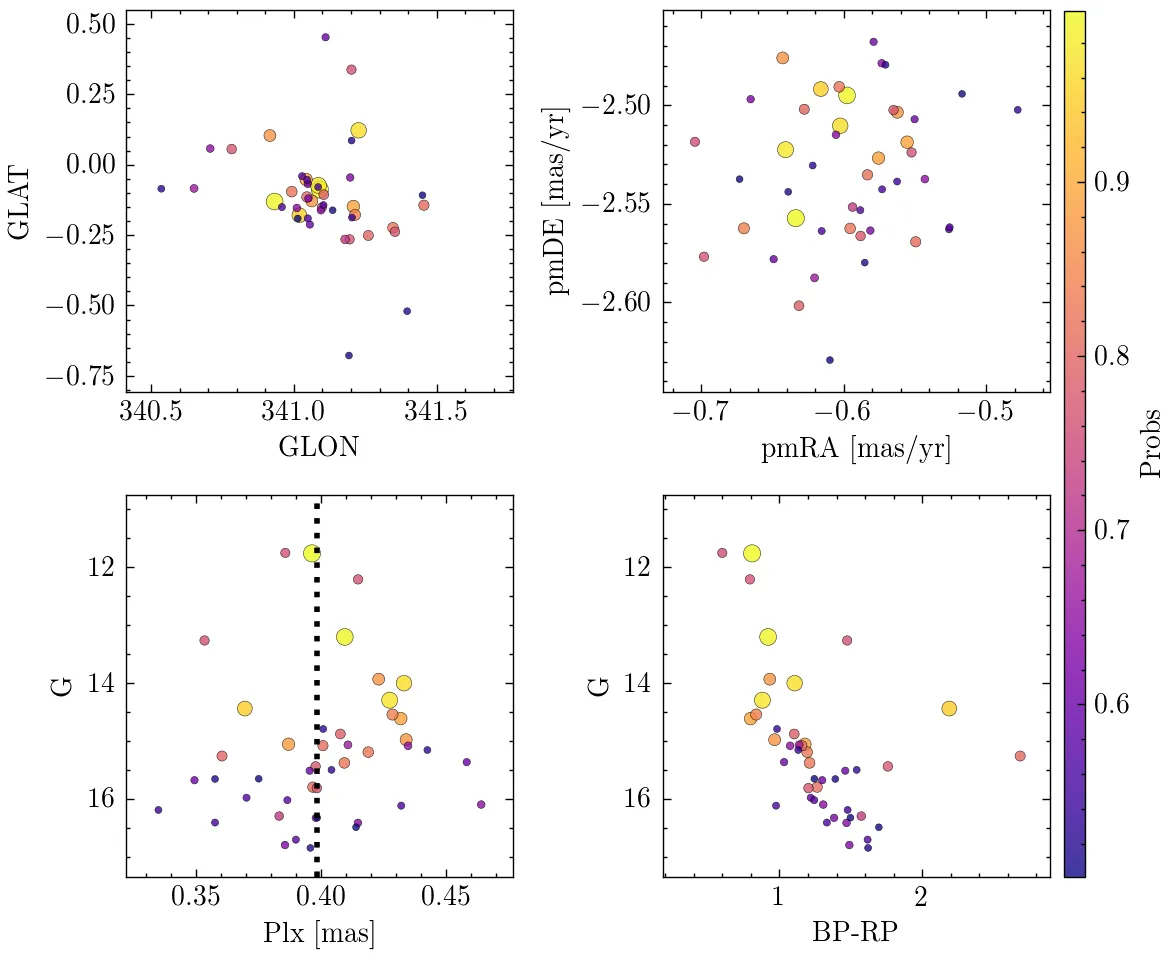 0.50
0.25
0.00
−0.25
−0.50
−0.75
GLAT
340.5 341.0 341.5
GLON
−2.50
−2.55
−2.60
pmDE [mas/yr]
−0.7 −0.6 −0.5
pmRA [mas/yr]
12
14
16
G
0.35 0.40 0.45
Plx [mas]
12
14
16
G
1 2
BP-RP
0.9
0.8
0.7
0.6
Probs